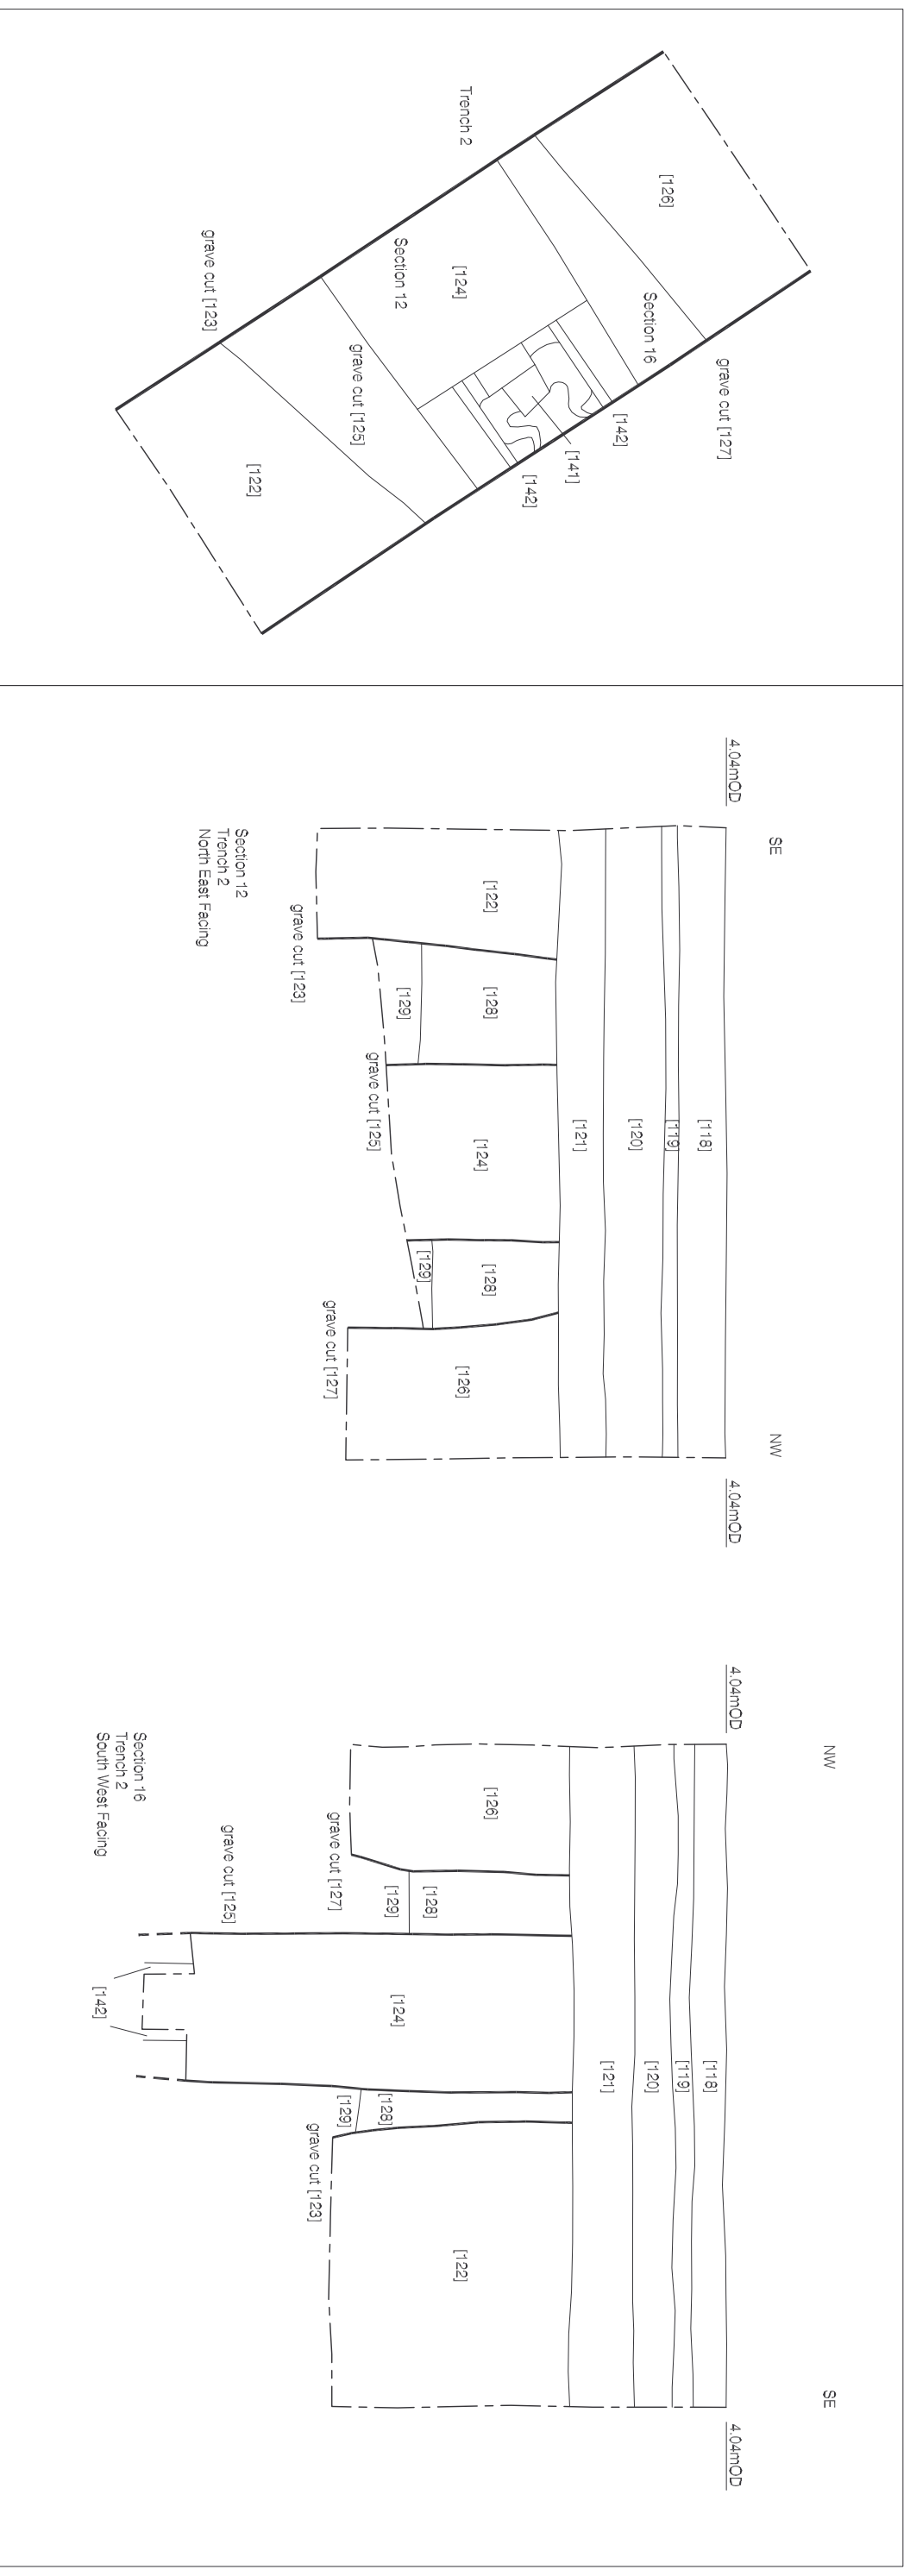 Trench 2
[126]
grave cut [127]
Section 16
[124]
Section 12
[142]
[141]
[142]
grave cut [125]
grave cut [123]
[122]
SE
NW
4.04mOD
4.04mOD
[118]
[119]
[120]
[121]
[122]
[128]
[124]
[128]
[126]
[129]
[129]
grave cut [125]
grave cut [127]
grave cut [123]
Section 12
Trench 2
North East Facing
NW
SE
4.04mOD
4.04mOD
[118]
[119]
[120]
[121]
[126]
[128]
[129]
[124]
[128]
[129]
[122]
grave cut [127]
grave cut [123]
grave cut [125]
[142]
Section 16
Trench 2
South West Facing